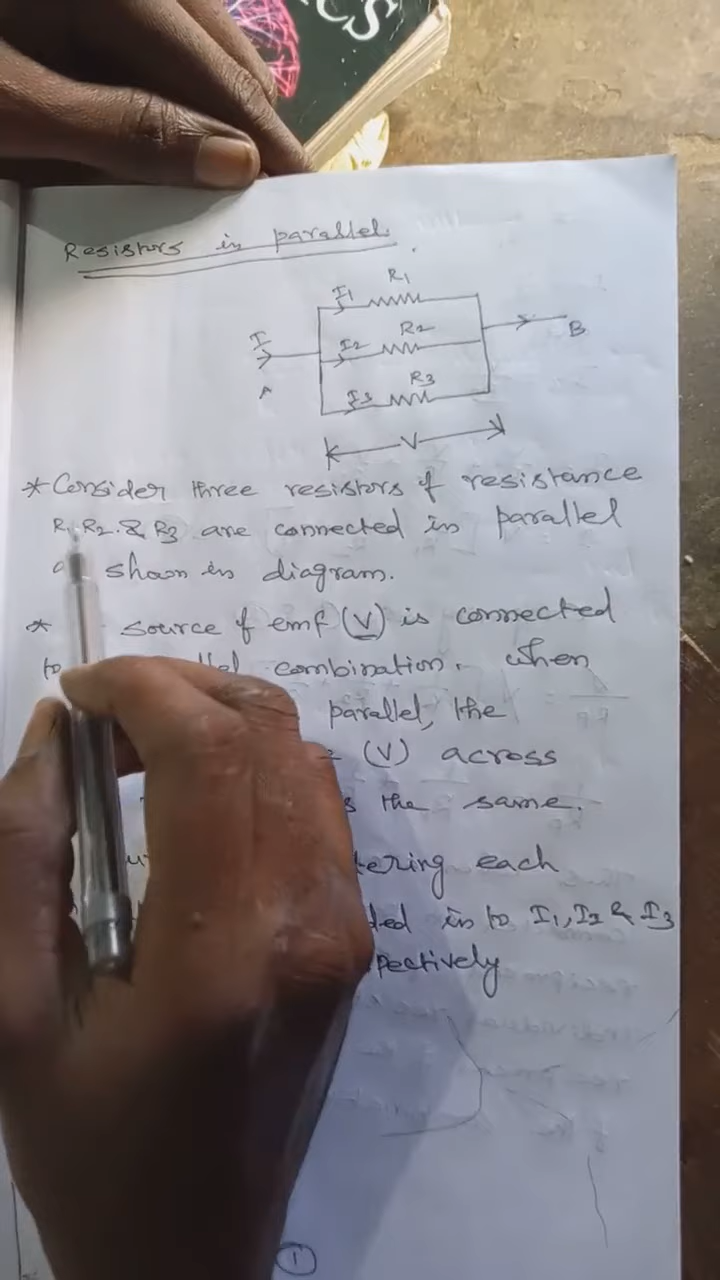 CS
Resistors in parallel.
R1
I1
R2
I
I2
B
R3
A
I3
V
*Consider three resistors of resistance
R1, R2. & R3 are connected in parallel
shown in diagram.
* source of emf (V) is connected
to combination. When
parallel, the
(V) across
the same.
each
in to I1, I2 & I3
1